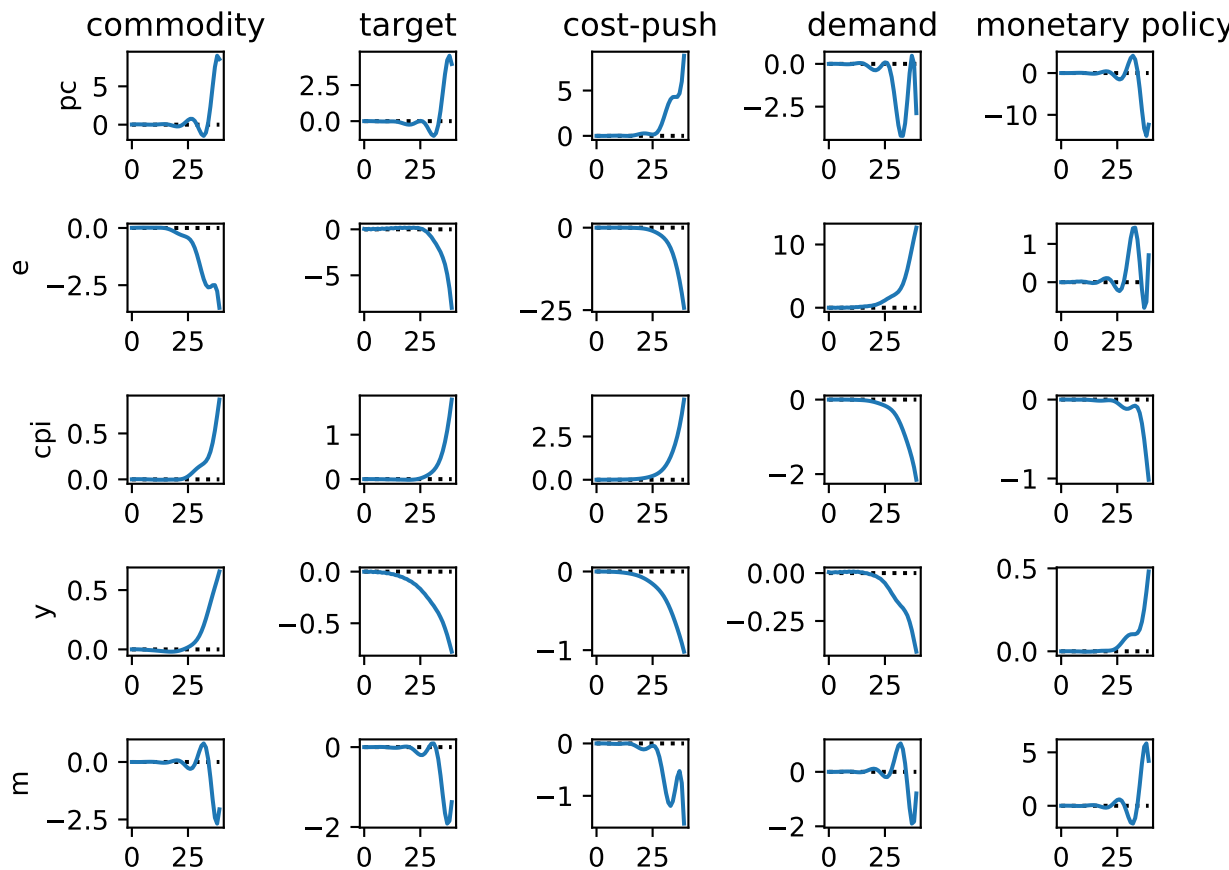 commodity target cost-push demand monetary policy
pc 5 0 2.5 0.0 5 0 0.0 −2.5 0 −10
0 25 0 25 0 25 0 25 0 25
e 0.0 −2.5 0 −5 0 −25 10 0 1 0
0 25 0 25 0 25 0 25 0 25
cpi 0.5 0.0 1 0 2.5 0.0 0 −2 0 −1
0 25 0 25 0 25 0 25 0 25
y 0.5 0.0 0.0 −0.5 0 −1 0.00 −0.25 0.5 0.0
0 25 0 25 0 25 0 25 0 25
m 0.0 −2.5 0 −2 0 −1 0 −2 5 0
0 25 0 25 0 25 0 25 0 25